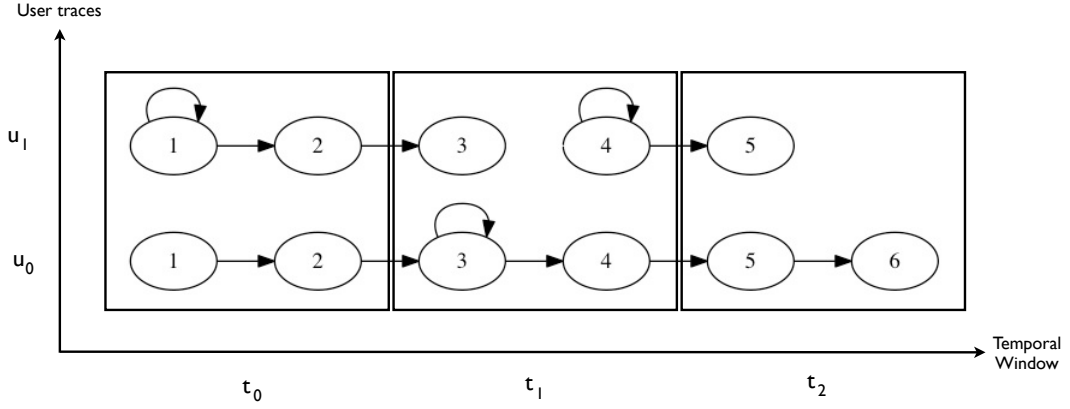 User traces
u1
1 2 3 4 5
u0
1 2 3 4 5 6
t0 t1 t2
Temporal
Window